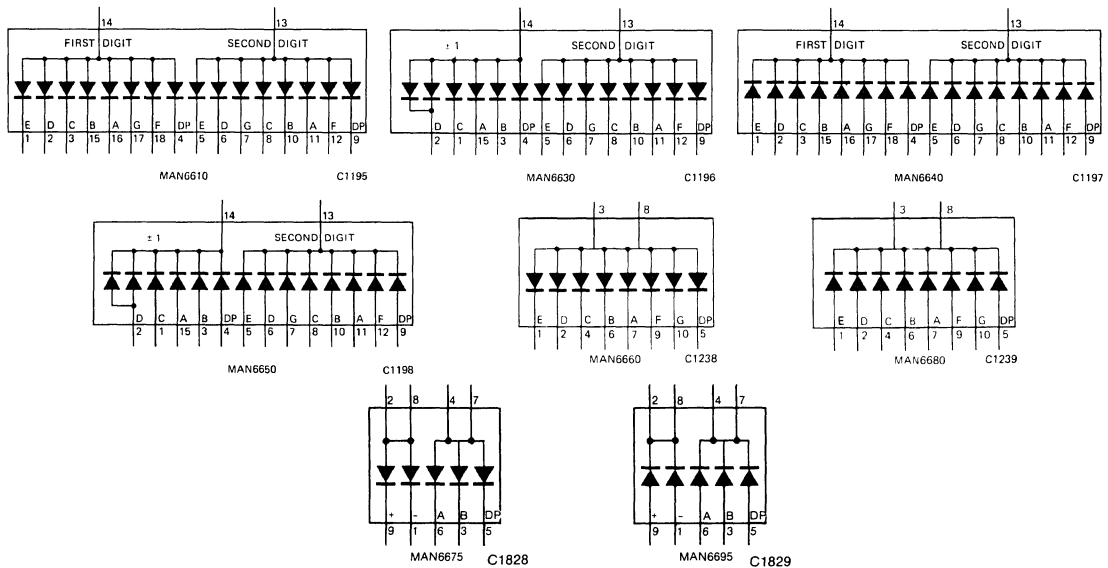 14 13
FIRST DIGIT SECOND DIGIT
E D C B A G F DP E D G C B A F DP
1 2 3 15 16 17 18 4 5 6 7 8 10 11 12 9
MAN6610 C1195
14 13
± 1 SECOND DIGIT
D C A B DP E D G C B A F DP
2 1 15 3 4 5 6 7 8 10 11 12 9
MAN6630 C1196
14 13
FIRST DIGIT SECOND DIGIT
E D C B A G F DP E D G C B A F DP
1 2 3 15 16 17 18 4 5 6 7 8 10 11 12 9
MAN6640 C1197
14 13
± 1 SECOND DIGIT
D C A B DP E D G C B A F DP
2 1 15 3 4 5 6 7 8 10 11 12 9
MAN6650 C1198
3 8
E D C B A F G DP
1 2 4 6 7 9 10 5
MAN6660 C1238
3 8
E D C B A F G DP
1 2 4 6 7 9 10 5
MAN6680 C1239
2 8 4 7
+ - A B DP
9 1 6 3 5
MAN6675 C1828
2 8 4 7
+ - A B DP
9 1 6 3 5
MAN6695 C1829